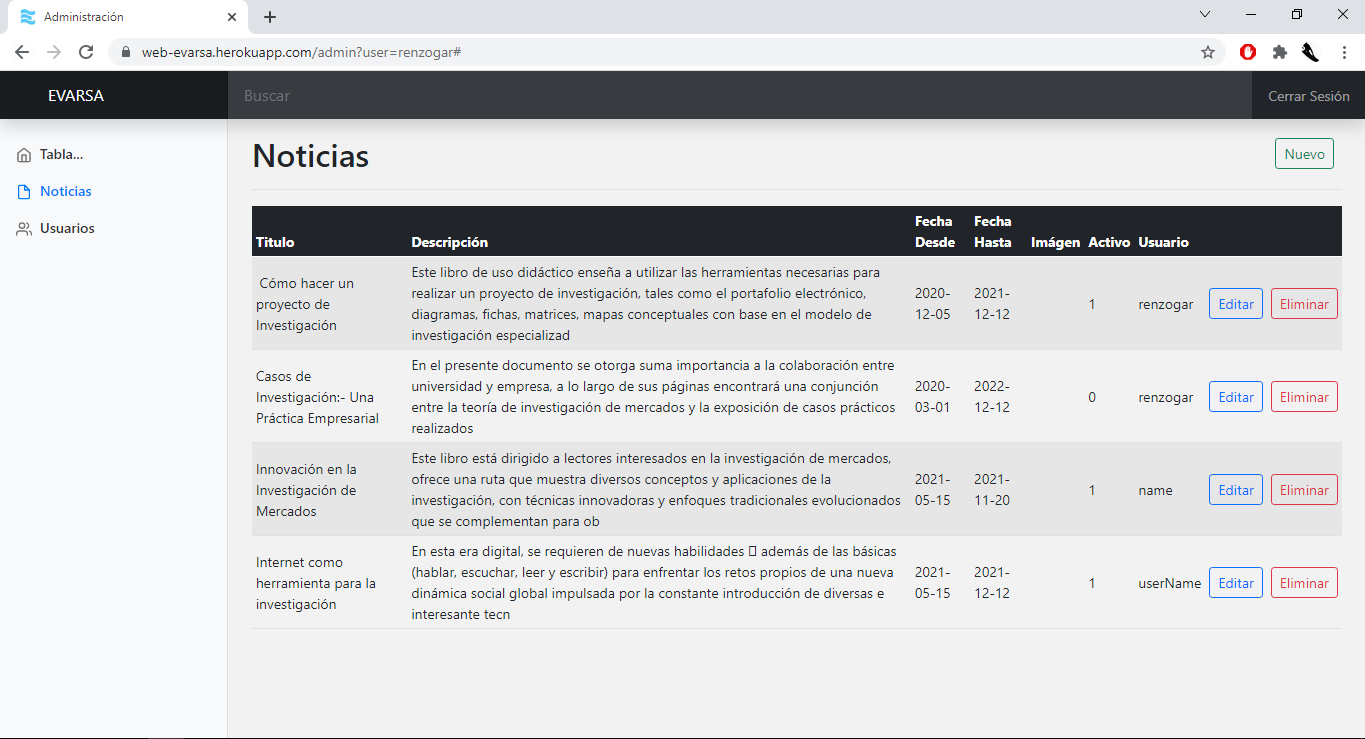 Administración
web-evarsa.herokuapp.com/admin?user=renzogar#
EVARSA
Buscar
Cerrar Sesión
Tabla...
Noticias
Usuarios
Noticias
Nuevo
Titulo
Descripción
Fecha
Desde
Fecha
Hasta
Imágen
Activo
Usuario
Cómo hacer un
proyecto de
Investigación
Este libro de uso didáctico enseña a utilizar las herramientas necesarias para
realizar un proyecto de investigación, tales como el portafolio electrónico,
diagramas, fichas, matrices, mapas conceptuales con base en el modelo de
investigación especializad
2020-
12-05
2021-
12-12
1
renzogar
Editar
Eliminar
Casos de
Investigación:- Una
Práctica Empresarial
En el presente documento se otorga suma importancia a la colaboración entre
universidad y empresa, a lo largo de sus páginas encontrará una conjunción
entre la teoría de investigación de mercados y la exposición de casos prácticos
realizados
2020-
03-01
2022-
12-12
0
renzogar
Editar
Eliminar
Innovación en la
Investigación de
Mercados
Este libro está dirigido a lectores interesados en la investigación de mercados,
ofrece una ruta que muestra diversos conceptos y aplicaciones de la
investigación, con técnicas innovadoras y enfoques tradicionales evolucionados
que se complementan para ob
2021-
05-15
2021-
11-20
1
name
Editar
Eliminar
Internet como
herramienta para la
investigación
En esta era digital, se requieren de nuevas habilidades  además de las básicas
(hablar, escuchar, leer y escribir) para enfrentar los retos propios de una nueva
dinámica social global impulsada por la constante introducción de diversas e
interesante tecn
2021-
05-15
2021-
12-12
1
userName
Editar
Eliminar